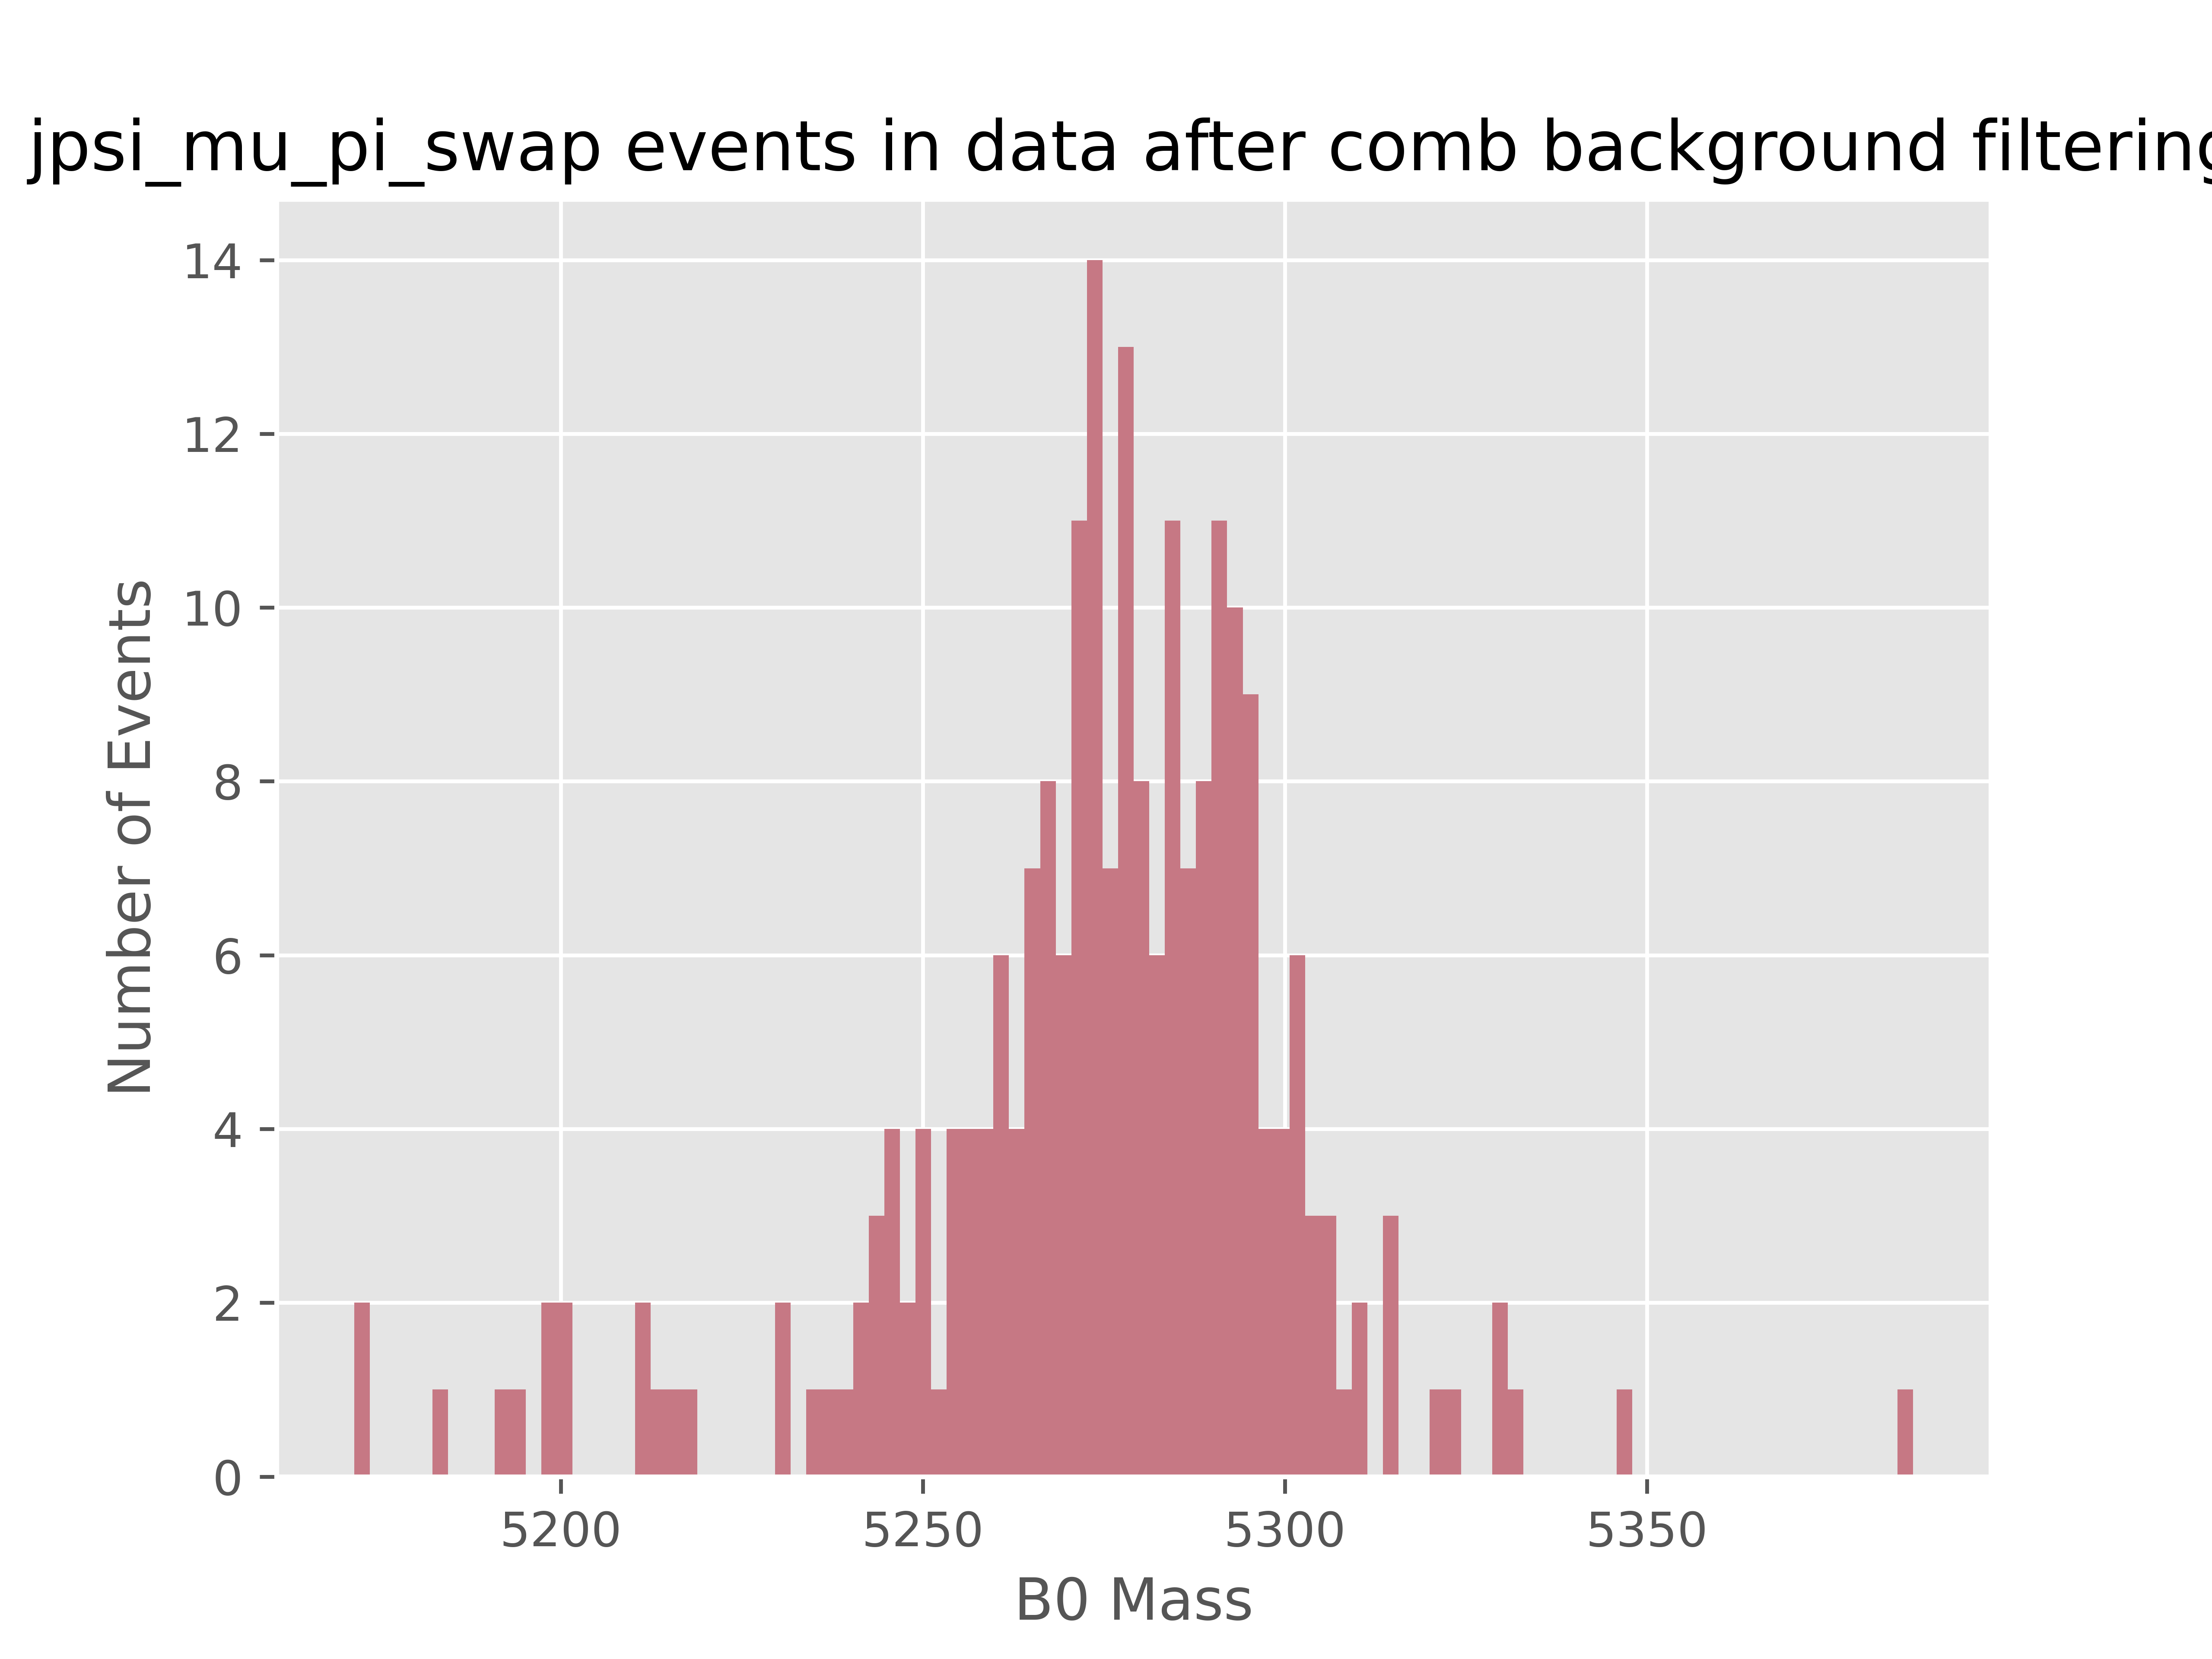 jpsi_mu_pi_swap events in data after comb background filtering
14
12
10
8
6
4
2
0
Number of Events
5200 5250 5300 5350
B0 Mass